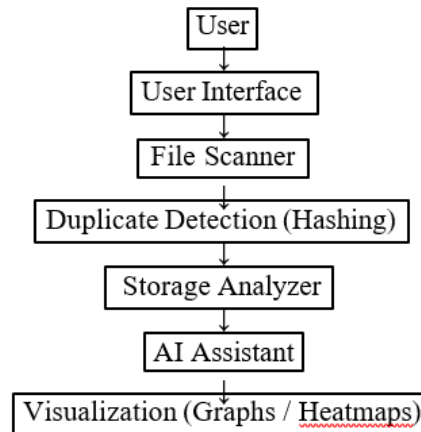 User
User Interface
File Scanner
Duplicate Detection (Hashing)
Storage Analyzer
AI Assistant
Visualization (Graphs / Heatmaps)